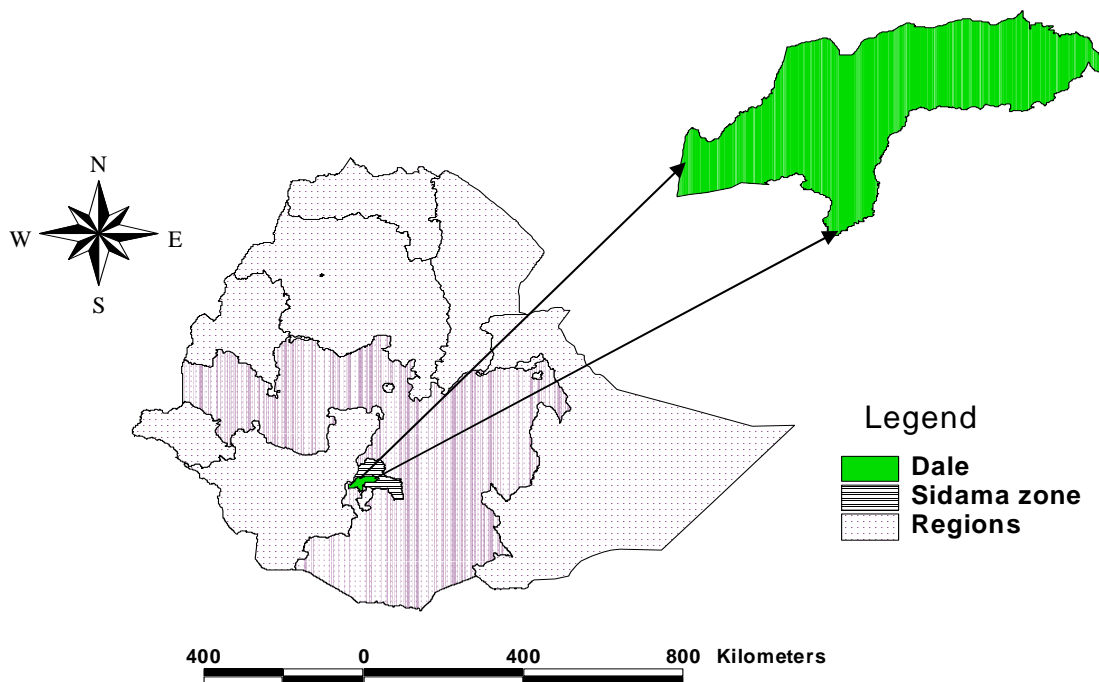 N
W E
S
Legend
Dale
Sidama zone
Regions
400 0 400 800 Kilometers